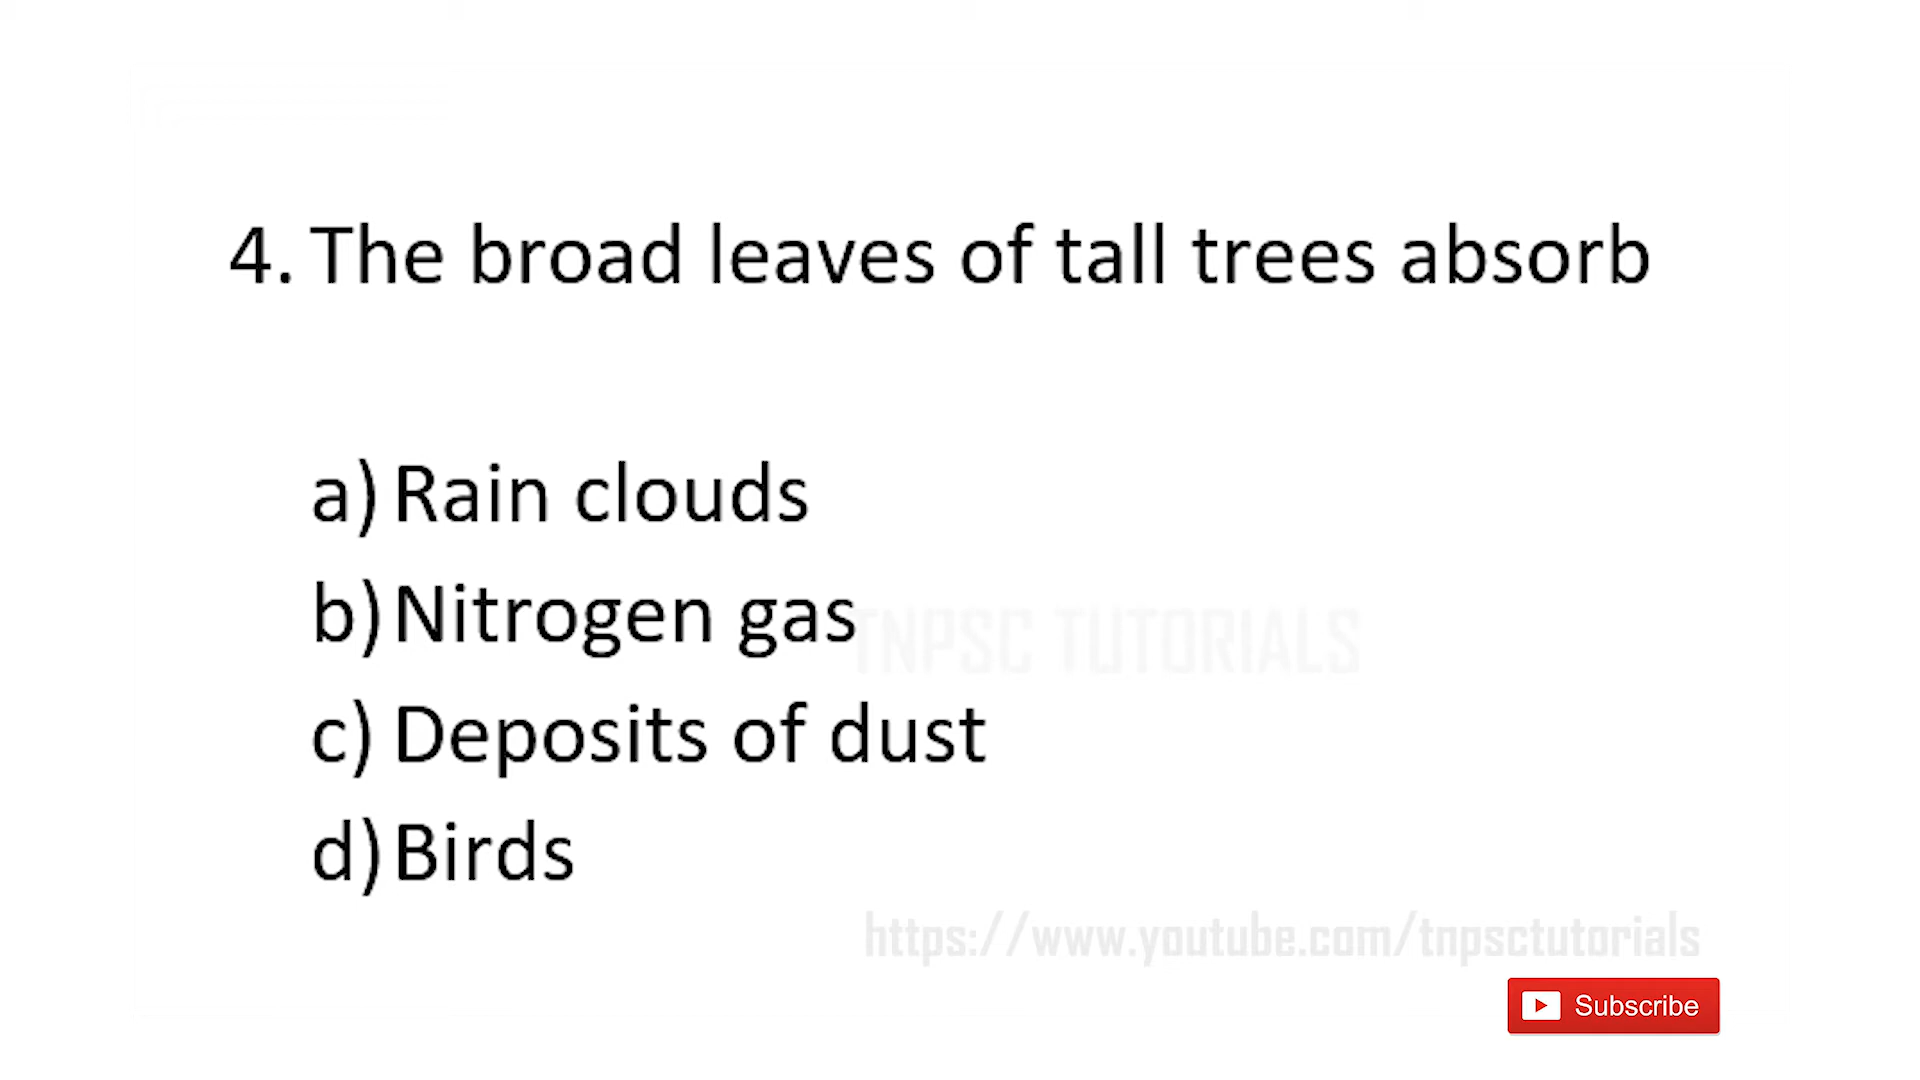 4. The broad leaves of tall trees absorb
a) Rain clouds
b) Nitrogen gas
TNPSC TUTORIALS
c) Deposits of dust
d) Birds
https://www.youtube.com/tnpsctutorials
Subscribe